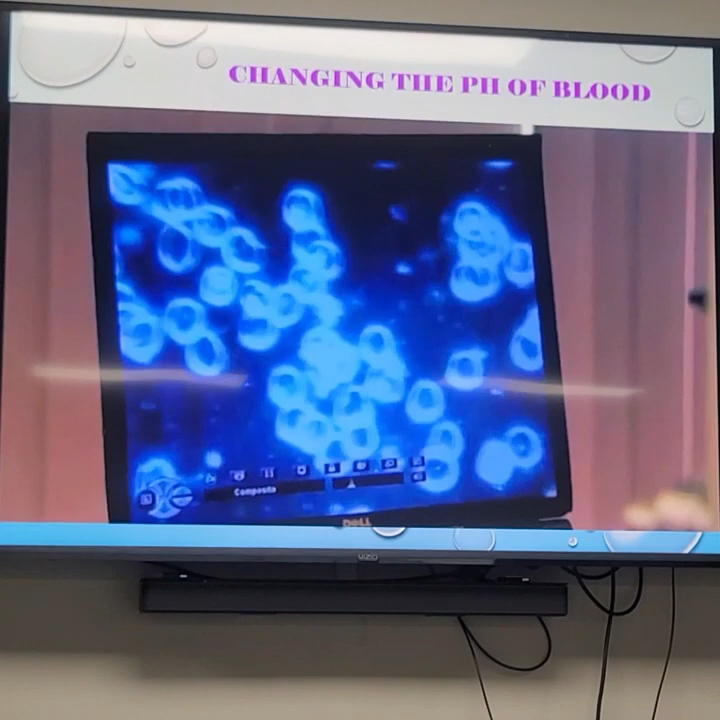 CHANGING THE PH OF BLOOD
Composite
DELL
VIZIO